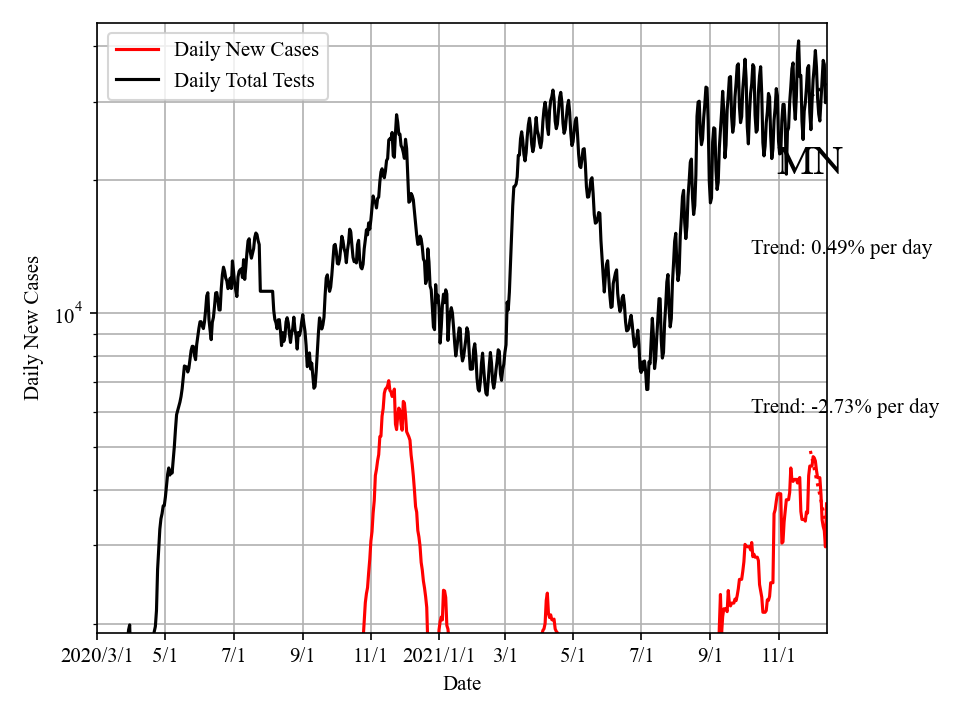 Daily New Cases
Daily Total Tests
MN
Trend: 0.49% per day
Trend: -2.73% per day
Daily New Cases
10^4
2020/3/1 5/1 7/1 9/1 11/1 2021/1/1 3/1 5/1 7/1 9/1 11/1
Date